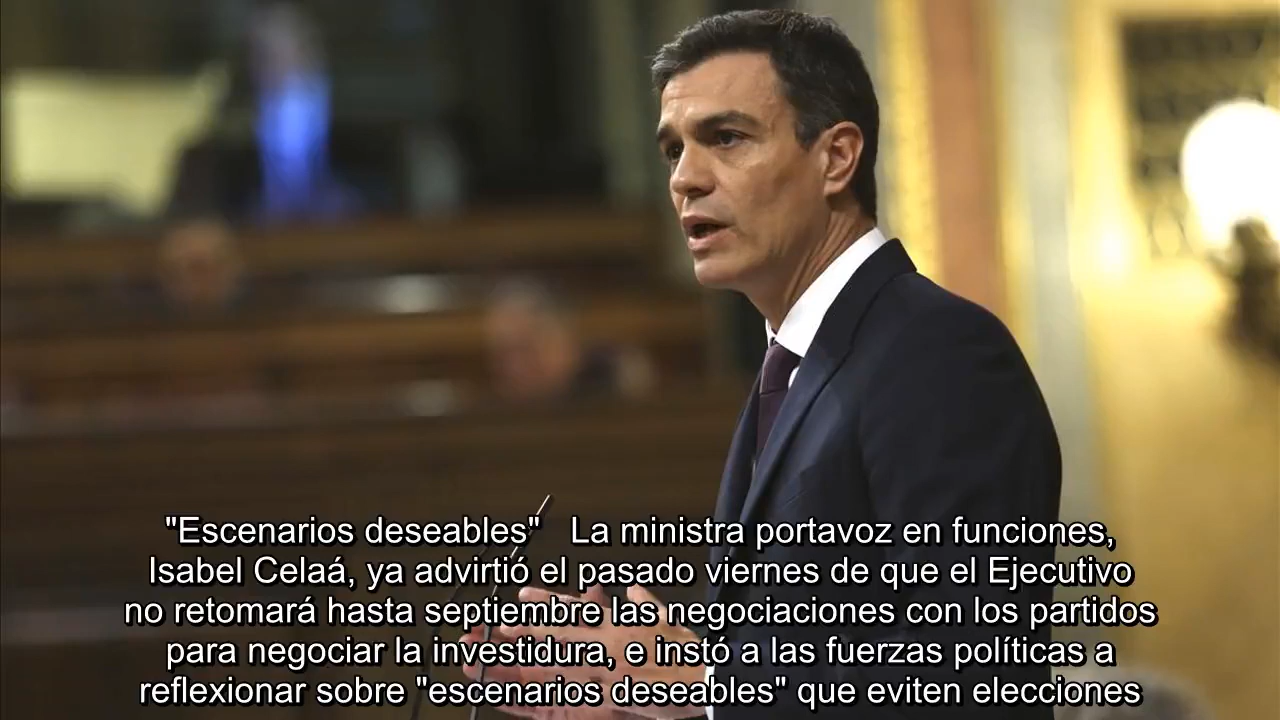 "Escenarios deseables"   La ministra portavoz en funciones,
Isabel Celaá, ya advirtió el pasado viernes de que el Ejecutivo
no retomará hasta septiembre las negociaciones con los partidos
para negociar la investidura, e instó a las fuerzas políticas a
reflexionar sobre "escenarios deseables" que eviten elecciones